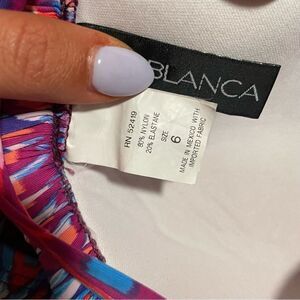 BLANCA
RN 52419
80% NYLON
20% ELASTANE
SIZE
6
MADE IN MEXICO WITH
IMPORTED FABRIC